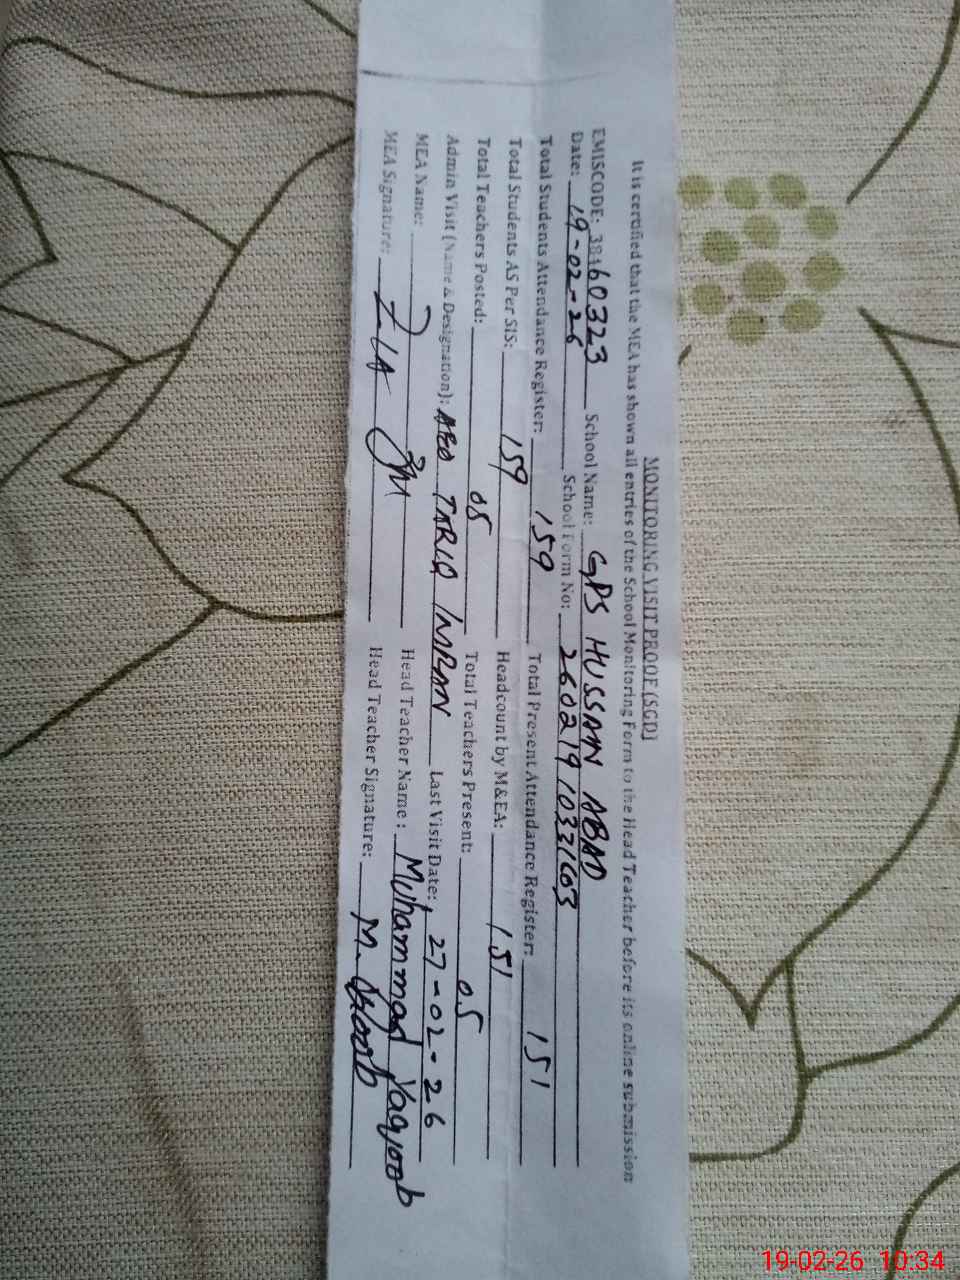 MONITORING VISIT PROOF (SGD)
It is certified that the MEA has shown all entries of the School Monitoring Form to the Head Teacher before its online submission
EMISCODE: 38460323 School Name: GPS HUSSAIN ABAD
Date: 19-02-26 School Form No: 260219
Total Students Attendance Register: 159 Total Present Attendance Register: 151
Total Students AS Per SIS: 159 Headcount by M&EA: 151
Total Teachers Posted: 05 Total Teachers Present: 05
Admin Visit (Name & Designation): AEO TARIQ IMRAN Last Visit Date: 27-02-26
MEA Name: Head Teacher Name: Muhammad Yaqoob
MEA Signature: Head Teacher Signature: M. Yaqoob
19-02-26 10:34